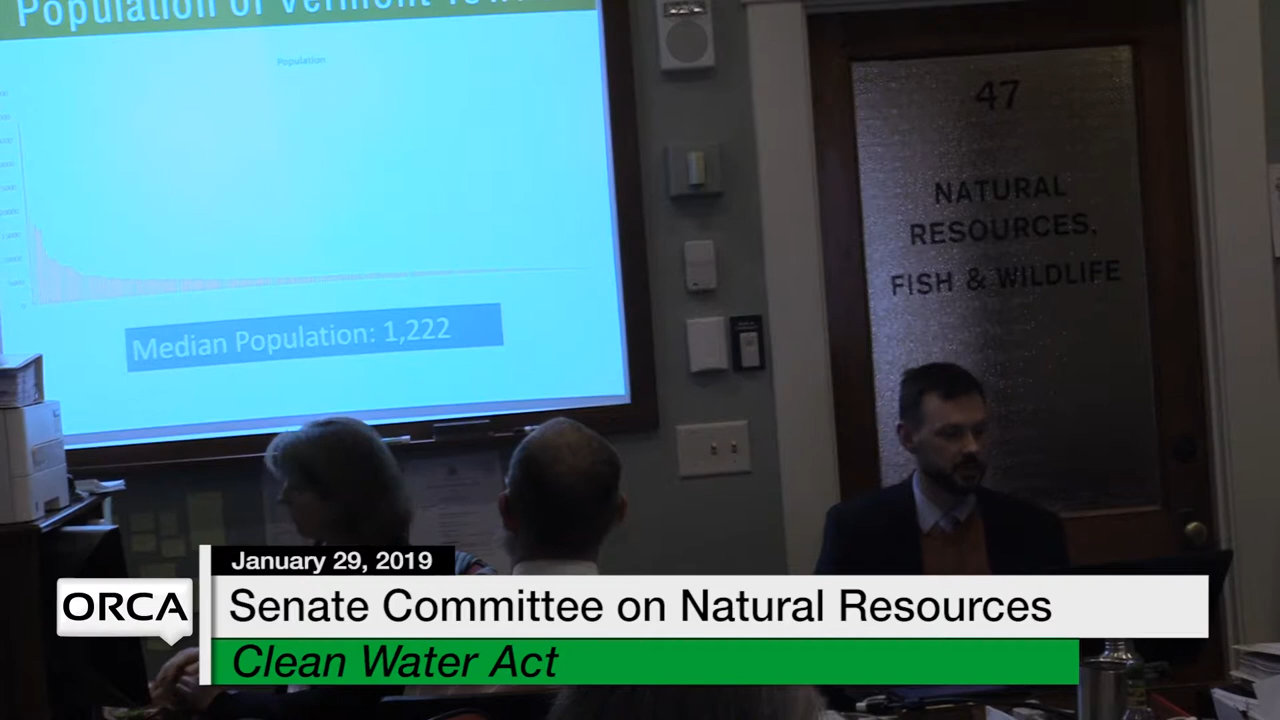 Population of Vermont
Population
Median Population: 1,222
47
NATURAL
RESOURCES,
FISH & WILDLIFE
January 29, 2019
ORCA
Senate Committee on Natural Resources
Clean Water Act